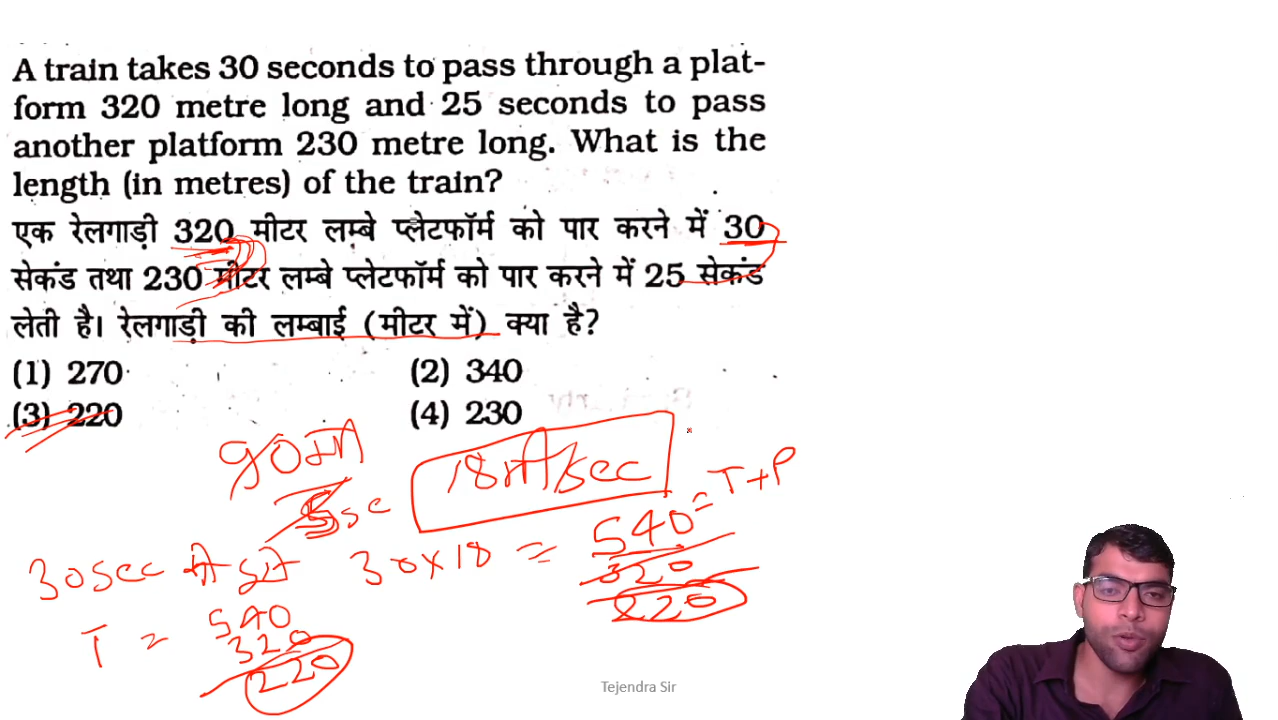 A train takes 30 seconds to pass through a plat-
form 320 metre long and 25 seconds to pass
another platform 230 metre long. What is the
length (in metres) of the train?
एक रेलगाड़ी 320 मीटर लम्बे प्लेटफॉर्म को पार करने में 30
सेकंड तथा 230 मीटर लम्बे प्लेटफॉर्म को पार करने में 25 सेकंड
लेती है। रेलगाड़ी की लम्बाई (मीटर में) क्या है?
(1) 270 (2) 340
(3) 220 (4) 230
90मी 18मी/sec = T+P
5sc
30sec में दूरी 30×18 = 540
320
220
T = 540
320
220
Tejendra Sir